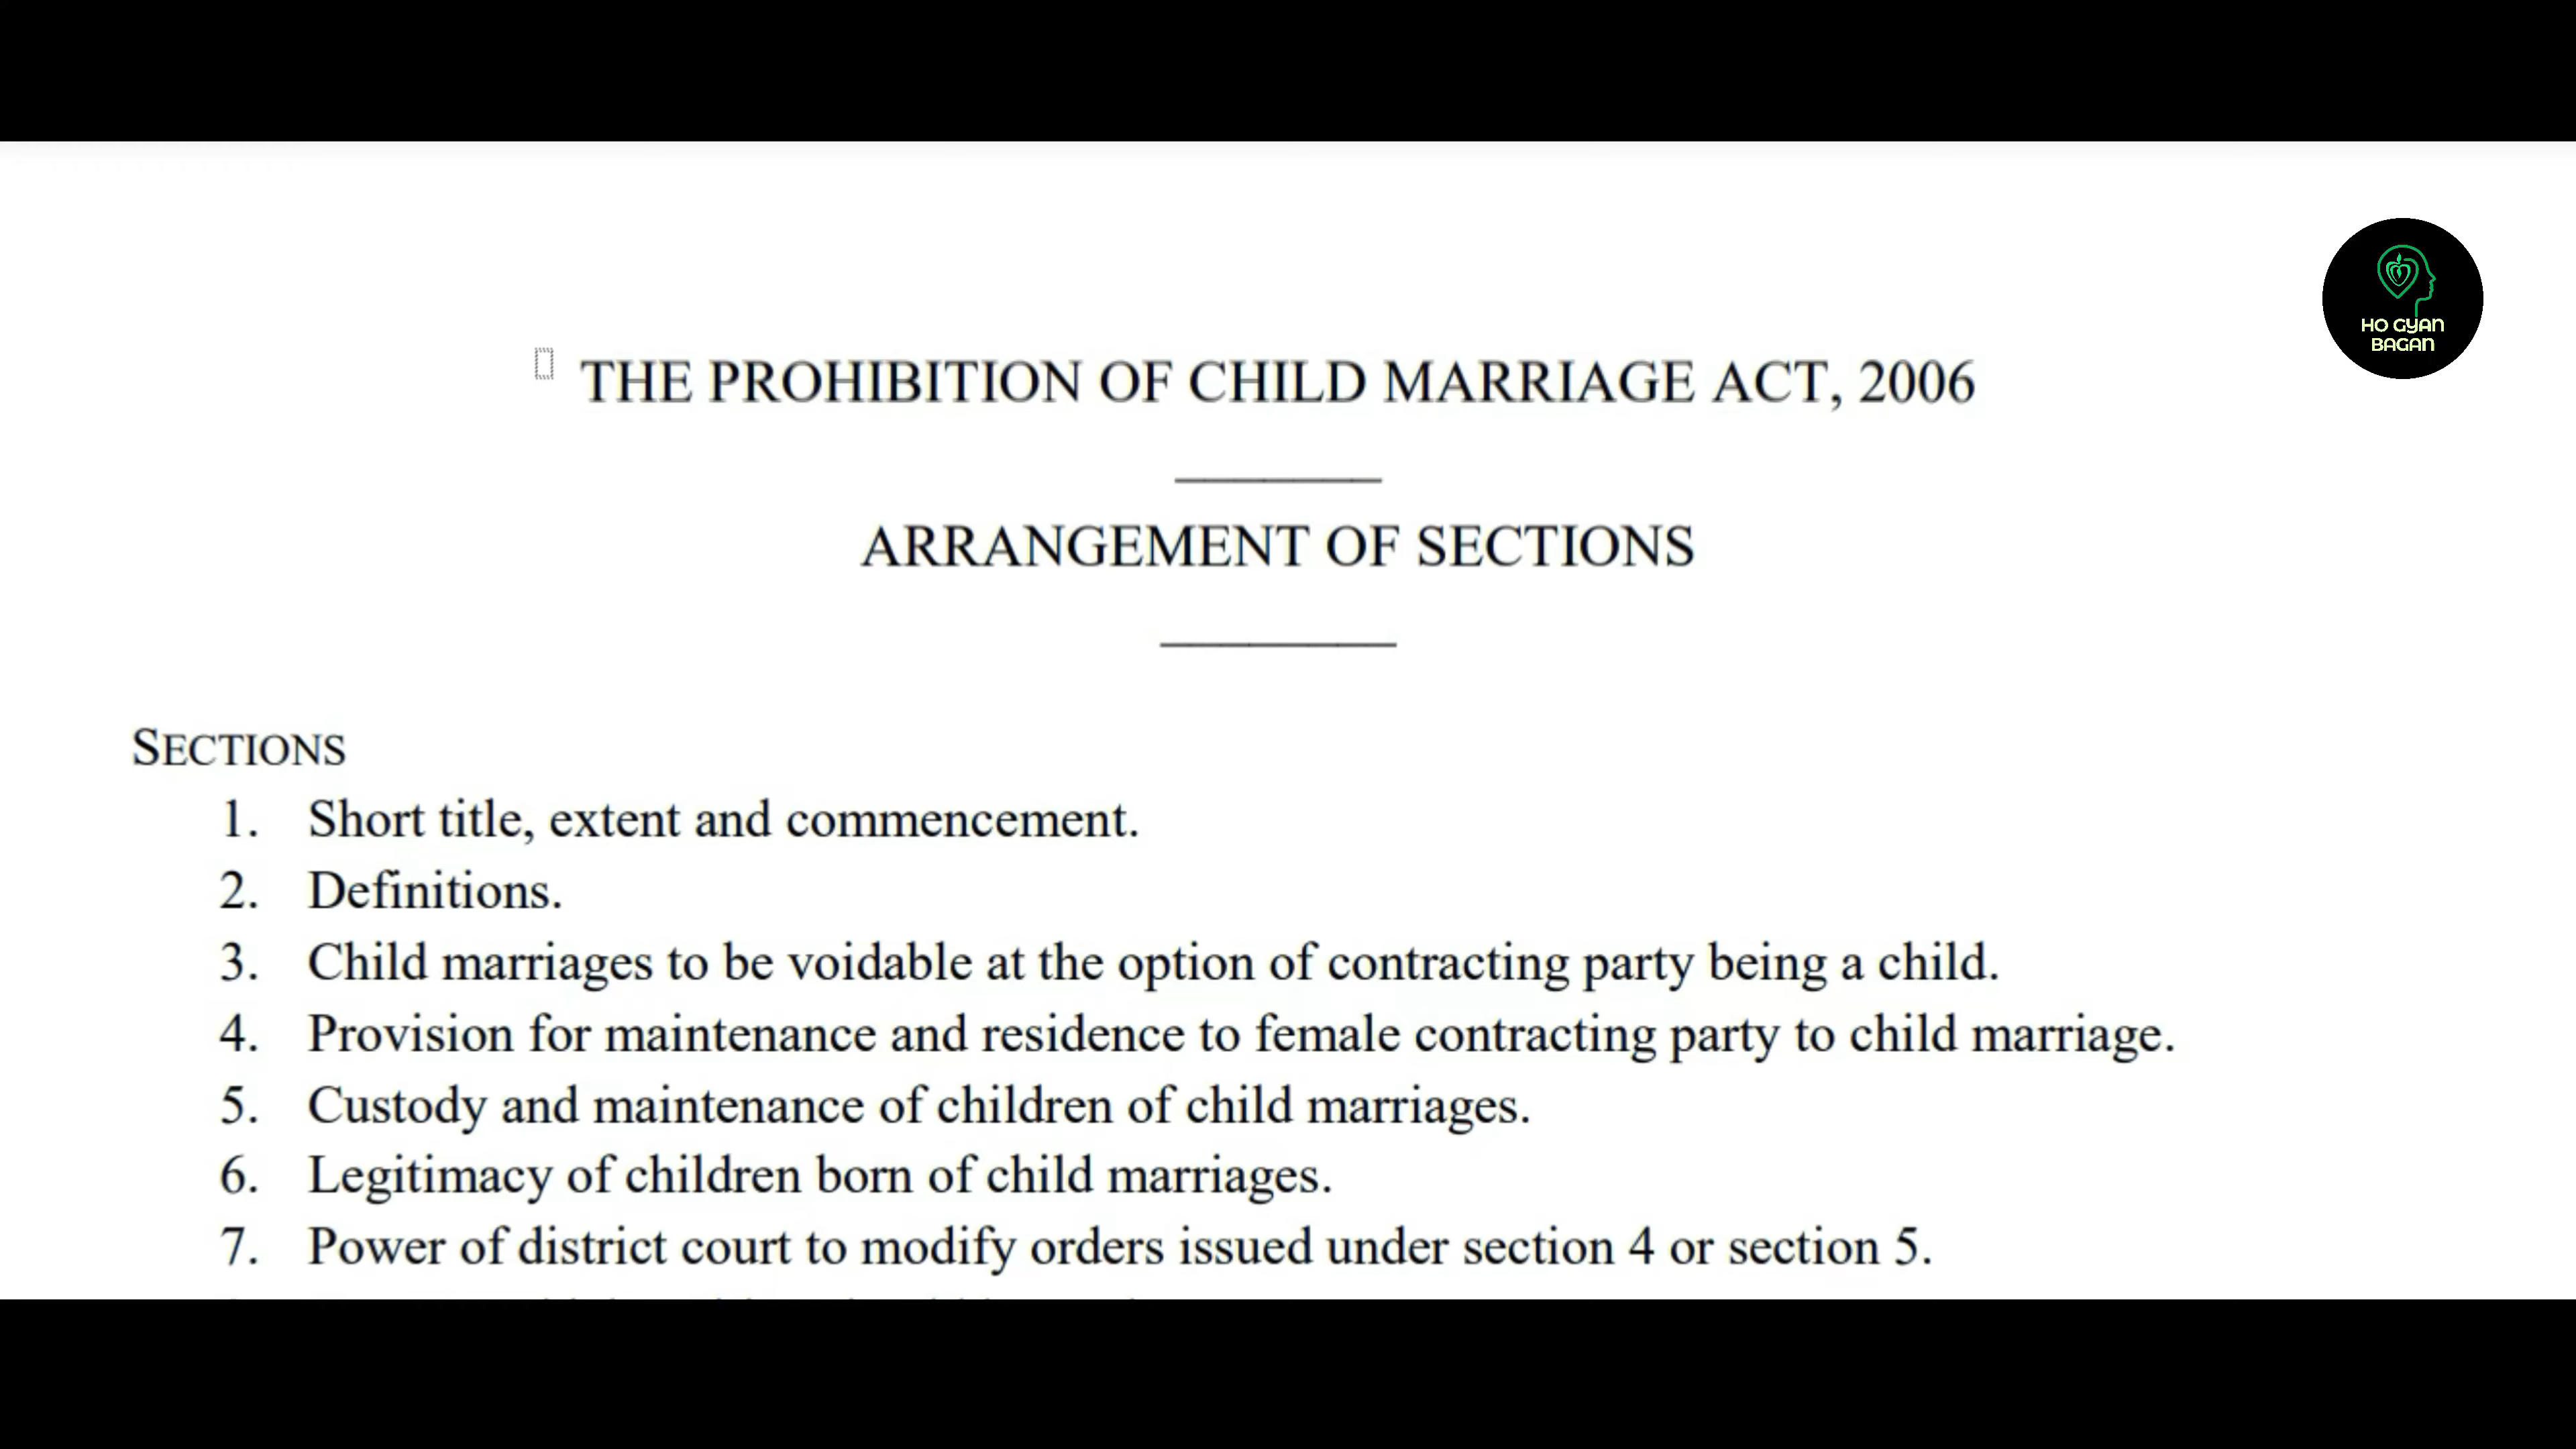 HO GYAN
BAGAN
THE PROHIBITION OF CHILD MARRIAGE ACT, 2006
ARRANGEMENT OF SECTIONS
SECTIONS
1. Short title, extent and commencement.
2. Definitions.
3. Child marriages to be voidable at the option of contracting party being a child.
4. Provision for maintenance and residence to female contracting party to child marriage.
5. Custody and maintenance of children of child marriages.
6. Legitimacy of children born of child marriages.
7. Power of district court to modify orders issued under section 4 or section 5.